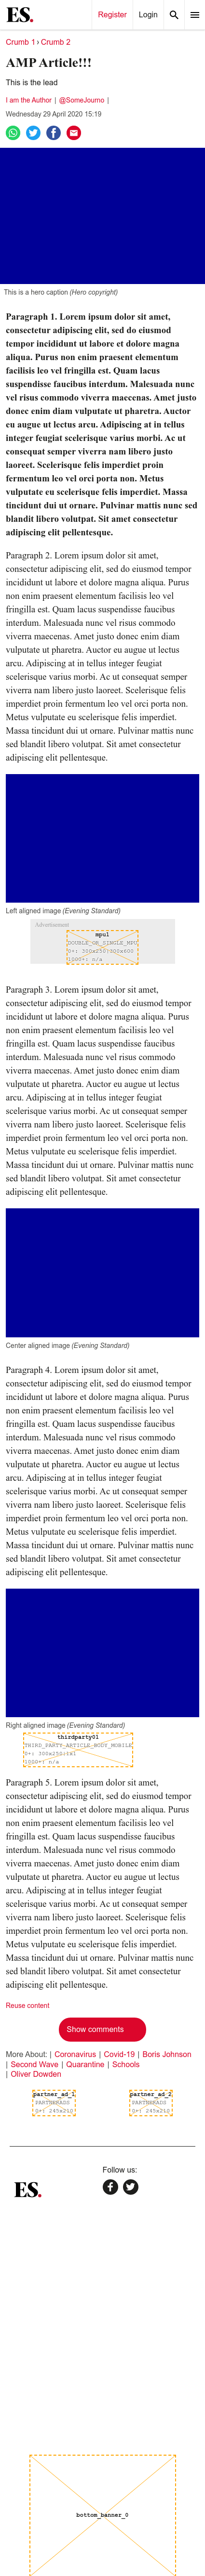 ES.
Register
Login
Crumb 1 › Crumb 2
AMP Article!!!
This is the lead
I am the Author | @SomeJourno |
Wednesday 29 April 2020 15:19
This is a hero caption (Hero copyright)
Paragraph 1. Lorem ipsum dolor sit amet,
consectetur adipiscing elit, sed do eiusmod
tempor incididunt ut labore et dolore magna
aliqua. Purus non enim praesent elementum
facilisis leo vel fringilla est. Quam lacus
suspendisse faucibus interdum. Malesuada nunc
vel risus commodo viverra maecenas. Amet justo
donec enim diam vulputate ut pharetra. Auctor
eu augue ut lectus arcu. Adipiscing at in tellus
integer feugiat scelerisque varius morbi. Ac ut
consequat semper viverra nam libero justo
laoreet. Scelerisque felis imperdiet proin
fermentum leo vel orci porta non. Metus
vulputate eu scelerisque felis imperdiet. Massa
tincidunt dui ut ornare. Pulvinar mattis nunc sed
blandit libero volutpat. Sit amet consectetur
adipiscing elit pellentesque.
Paragraph 2. Lorem ipsum dolor sit amet,
consectetur adipiscing elit, sed do eiusmod tempor
incididunt ut labore et dolore magna aliqua. Purus
non enim praesent elementum facilisis leo vel
fringilla est. Quam lacus suspendisse faucibus
interdum. Malesuada nunc vel risus commodo
viverra maecenas. Amet justo donec enim diam
vulputate ut pharetra. Auctor eu augue ut lectus
arcu. Adipiscing at in tellus integer feugiat
scelerisque varius morbi. Ac ut consequat semper
viverra nam libero justo laoreet. Scelerisque felis
imperdiet proin fermentum leo vel orci porta non.
Metus vulputate eu scelerisque felis imperdiet.
Massa tincidunt dui ut ornare. Pulvinar mattis nunc
sed blandit libero volutpat. Sit amet consectetur
adipiscing elit pellentesque.
Left aligned image (Evening Standard)
Advertisement
mpu1
DOUBLE_OR_SINGLE_MPU
0+: 300x250|300x600
1000+: n/a
Paragraph 3. Lorem ipsum dolor sit amet,
consectetur adipiscing elit, sed do eiusmod tempor
incididunt ut labore et dolore magna aliqua. Purus
non enim praesent elementum facilisis leo vel
fringilla est. Quam lacus suspendisse faucibus
interdum. Malesuada nunc vel risus commodo
viverra maecenas. Amet justo donec enim diam
vulputate ut pharetra. Auctor eu augue ut lectus
arcu. Adipiscing at in tellus integer feugiat
scelerisque varius morbi. Ac ut consequat semper
viverra nam libero justo laoreet. Scelerisque felis
imperdiet proin fermentum leo vel orci porta non.
Metus vulputate eu scelerisque felis imperdiet.
Massa tincidunt dui ut ornare. Pulvinar mattis nunc
sed blandit libero volutpat. Sit amet consectetur
adipiscing elit pellentesque.
Center aligned image (Evening Standard)
Paragraph 4. Lorem ipsum dolor sit amet,
consectetur adipiscing elit, sed do eiusmod tempor
incididunt ut labore et dolore magna aliqua. Purus
non enim praesent elementum facilisis leo vel
fringilla est. Quam lacus suspendisse faucibus
interdum. Malesuada nunc vel risus commodo
viverra maecenas. Amet justo donec enim diam
vulputate ut pharetra. Auctor eu augue ut lectus
arcu. Adipiscing at in tellus integer feugiat
scelerisque varius morbi. Ac ut consequat semper
viverra nam libero justo laoreet. Scelerisque felis
imperdiet proin fermentum leo vel orci porta non.
Metus vulputate eu scelerisque felis imperdiet.
Massa tincidunt dui ut ornare. Pulvinar mattis nunc
sed blandit libero volutpat. Sit amet consectetur
adipiscing elit pellentesque.
Right aligned image (Evening Standard)
thirdparty01
THIRD_PARTY_ARTICLE_BODY_MOBILE
0+: 300x250|1x1
1000+: n/a
Paragraph 5. Lorem ipsum dolor sit amet,
consectetur adipiscing elit, sed do eiusmod tempor
incididunt ut labore et dolore magna aliqua. Purus
non enim praesent elementum facilisis leo vel
fringilla est. Quam lacus suspendisse faucibus
interdum. Malesuada nunc vel risus commodo
viverra maecenas. Amet justo donec enim diam
vulputate ut pharetra. Auctor eu augue ut lectus
arcu. Adipiscing at in tellus integer feugiat
scelerisque varius morbi. Ac ut consequat semper
viverra nam libero justo laoreet. Scelerisque felis
imperdiet proin fermentum leo vel orci porta non.
Metus vulputate eu scelerisque felis imperdiet.
Massa tincidunt dui ut ornare. Pulvinar mattis nunc
sed blandit libero volutpat. Sit amet consectetur
adipiscing elit pellentesque.
Reuse content
Show comments
More About: | Coronavirus | Covid-19 | Boris Johnson
| Second Wave | Quarantine | Schools
| Oliver Dowden
partner_ad_1
PARTNERADS
0+: 245x210
partner_ad_2
PARTNERADS
0+: 245x210
Follow us:
ES.
bottom_banner_0